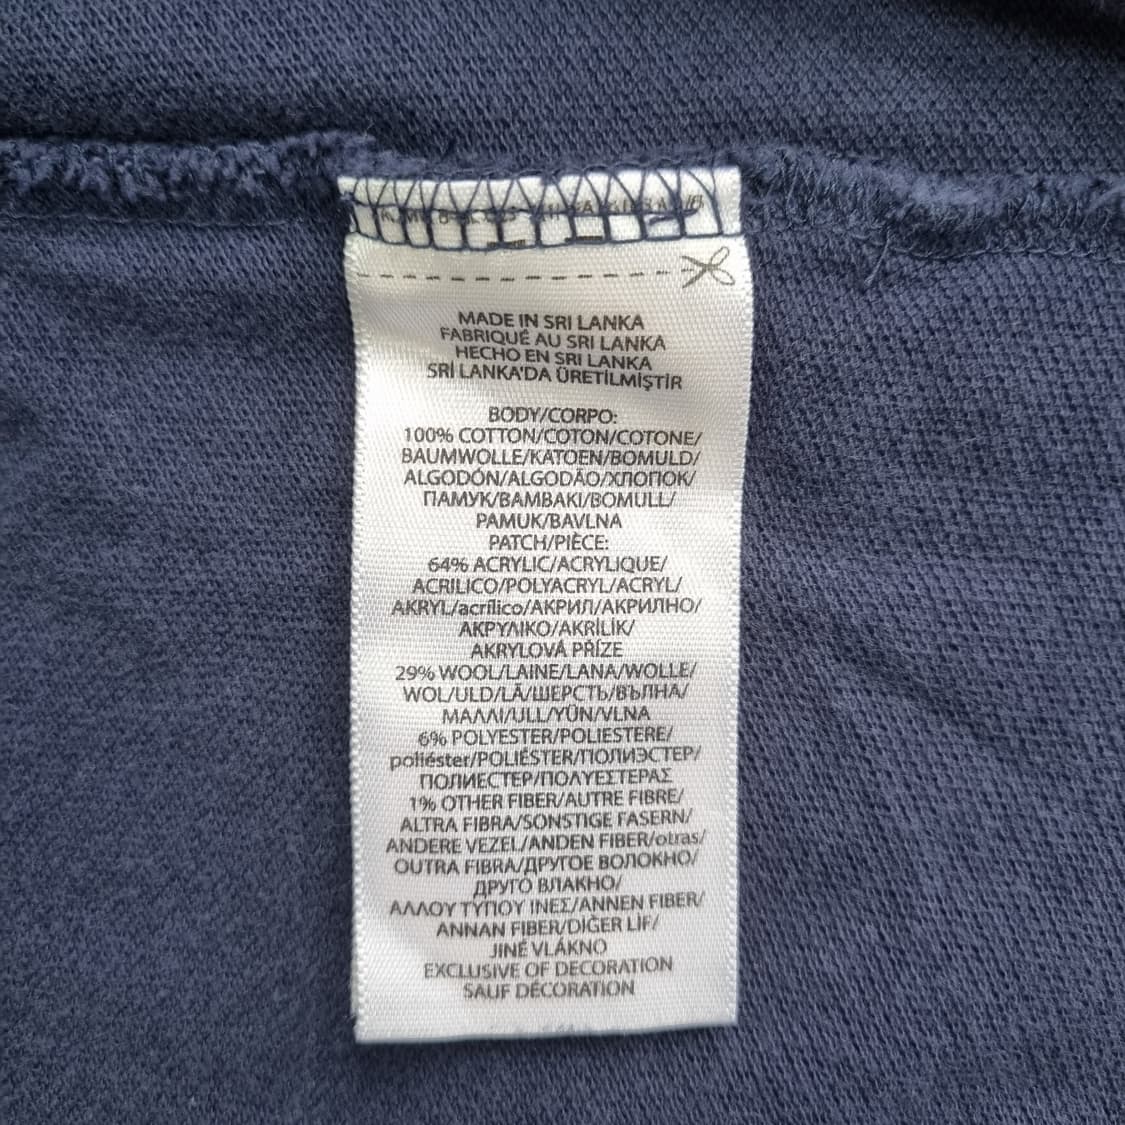 MADE IN SRI LANKA
FABRIQUÉ AU SRI LANKA
HECHO EN SRI LANKA
SRİ LANKA'DA ÜRETİLMİŞTİR
BODY/CORPO:
100% COTTON/COTON/COTONE/
BAUMWOLLE/KATOEN/BOMULD/
ALGODÓN/ALGODÃO/ХЛОПОК/
ПАМУК/BAMBAKI/BOMULL/
PAMUK/BAVLNA
PATCH/PIÈCE:
64% ACRYLIC/ACRYLIQUE/
ACRILICO/POLYACRYL/ACRYL/
AKRYL/acrílico/АКРИЛ/АКРИЛНО/
ΑΚΡΥΛΙΚΟ/AKRİLİK/
AKRYLOVÁ PŘÍZE
29% WOOL/LAINE/LANA/WOLLE/
WOL/ULD/LÃ/ШЕРСТЬ/ВЪЛНА/
ΜΑΛΛΙ/ULL/YÜN/VLNA
6% POLYESTER/POLIESTERE/
poliéster/POLIÉSTER/ПОЛИЭСТЕР/
ПОЛИЕСТЕР/ΠΟΛΥΕΣΤΕΡΑΣ
1% OTHER FIBER/AUTRE FIBRE/
ALTRA FIBRA/SONSTIGE FASERN/
ANDERE VEZEL/ANDEN FIBER/otras/
OUTRA FIBRA/ДРУГОЕ ВОЛОКНО/
ДРУГО ВЛАКНО/
ΑΛΛΟΥ ΤΥΠΟΥ ΙΝΕΣ/ANNEN FIBER/
ANNAN FIBER/DİĞER LİF/
JINÉ VLÁKNO
EXCLUSIVE OF DECORATION
SAUF DÉCORATION